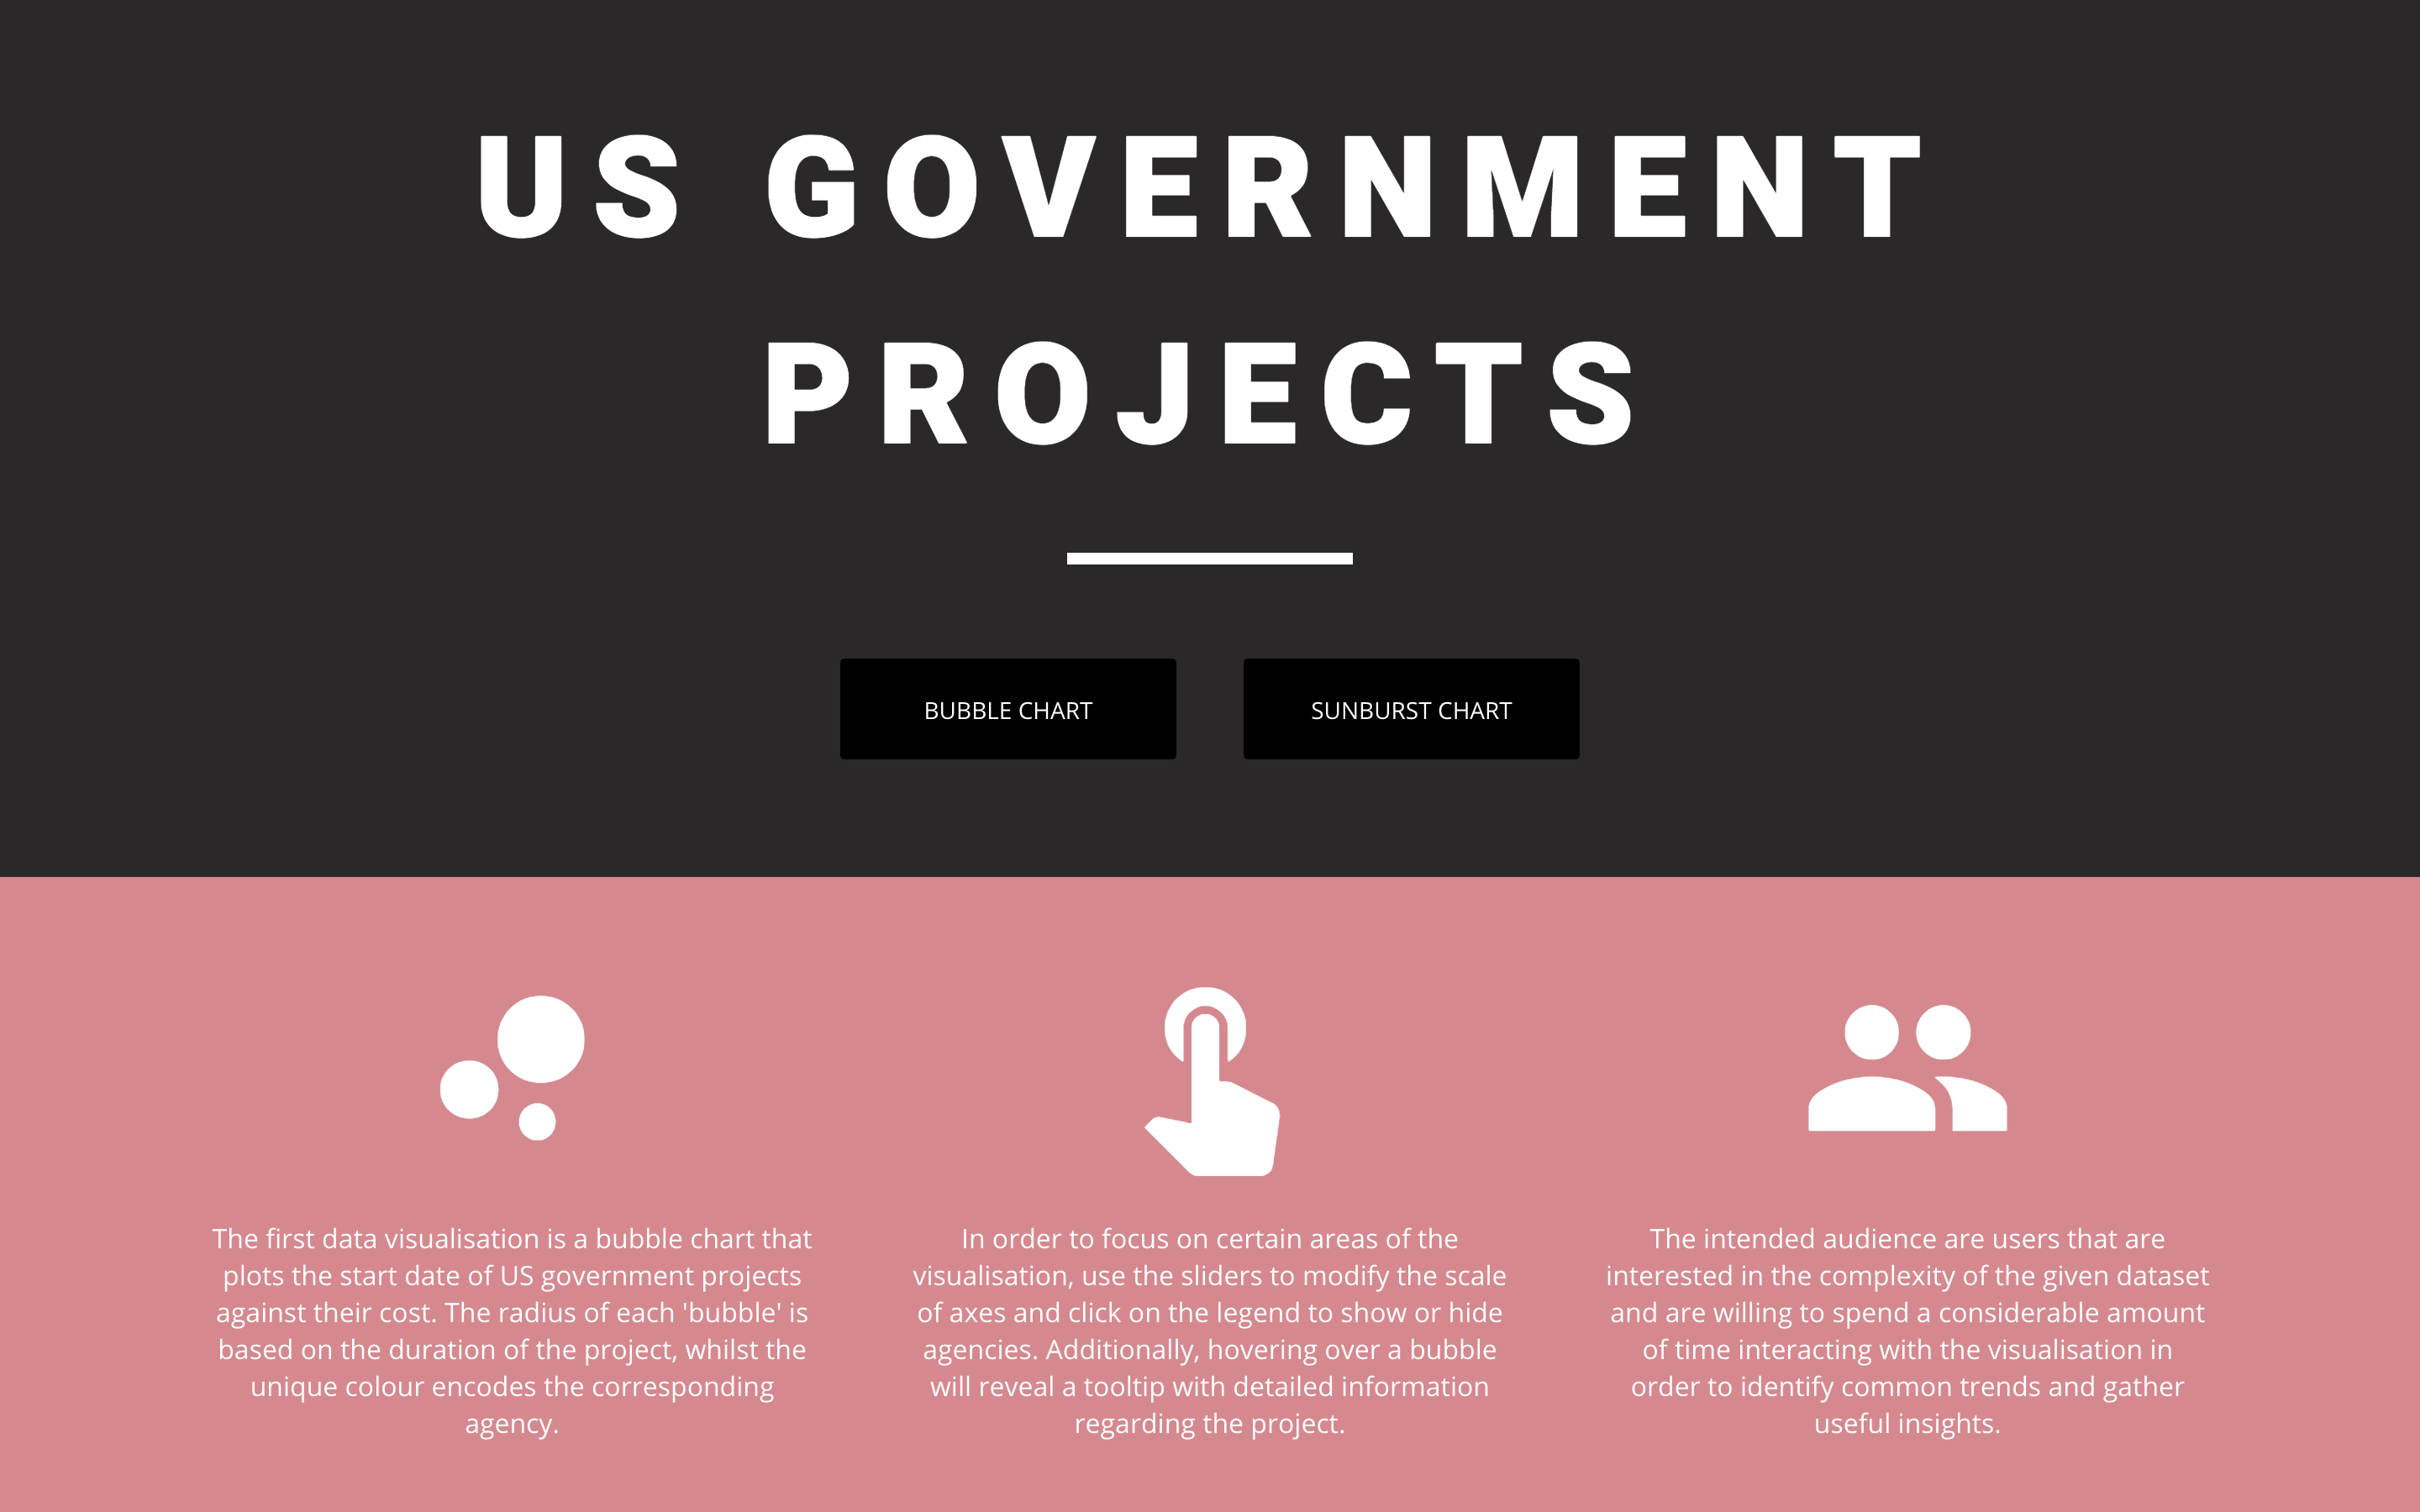 US GOVERNMENT
PROJECTS
BUBBLE CHART
SUNBURST CHART
The first data visualisation is a bubble chart that
plots the start date of US government projects
against their cost. The radius of each 'bubble' is
based on the duration of the project, whilst the
unique colour encodes the corresponding
agency.
In order to focus on certain areas of the
visualisation, use the sliders to modify the scale
of axes and click on the legend to show or hide
agencies. Additionally, hovering over a bubble
will reveal a tooltip with detailed information
regarding the project.
The intended audience are users that are
interested in the complexity of the given dataset
and are willing to spend a considerable amount
of time interacting with the visualisation in
order to identify common trends and gather
useful insights.